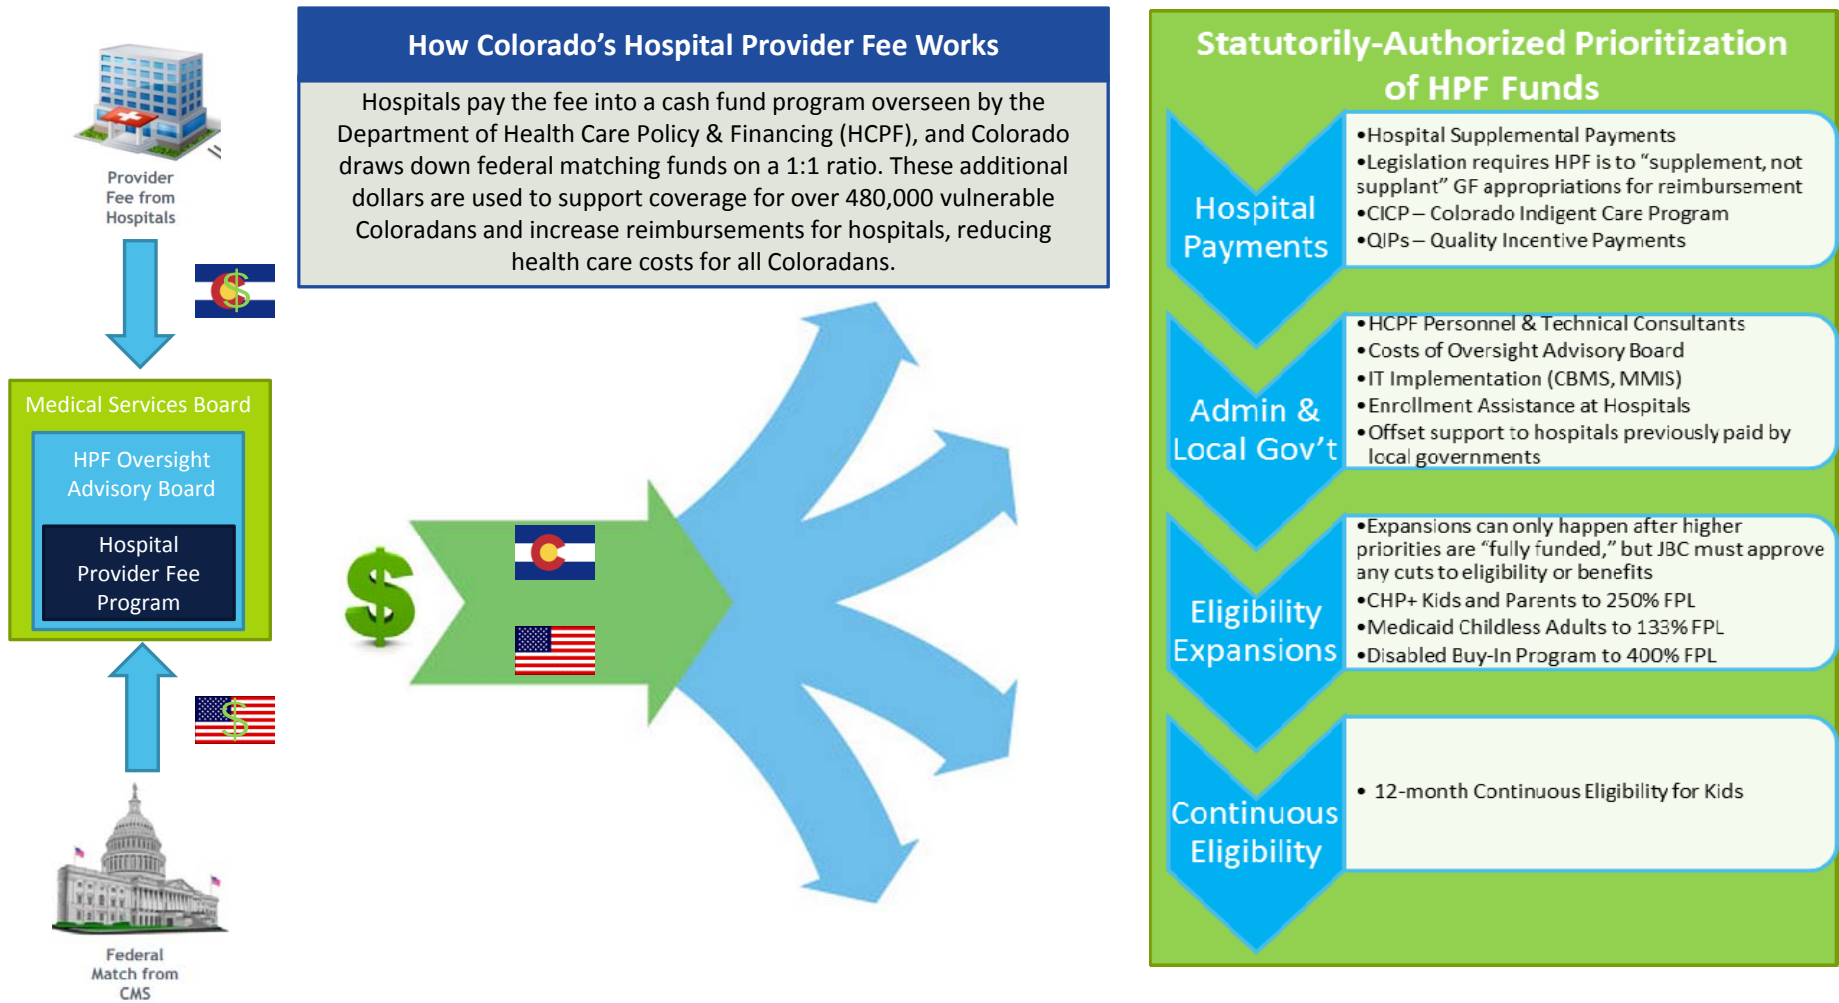 Provider
Fee from
Hospitals
$
Medical Services Board
HPF Oversight
Advisory Board
Hospital
Provider Fee
Program
$
Federal
Match from
CMS
How Colorado's Hospital Provider Fee Works
Hospitals pay the fee into a cash fund program overseen by the
Department of Health Care Policy & Financing (HCPF), and Colorado
draws down federal matching funds on a 1:1 ratio. These additional
dollars are used to support coverage for over 480,000 vulnerable
Coloradans and increase reimbursements for hospitals, reducing
health care costs for all Coloradans.
$
Statutorily-Authorized Prioritization
of HPF Funds
Hospital
Payments
•Hospital Supplemental Payments
•Legislation requires HPF is to “supplement, not
supplant” GF appropriations for reimbursement
•CICP – Colorado Indigent Care Program
•QIPs – Quality Incentive Payments
Admin &
Local Gov't
•HCPF Personnel & Technical Consultants
•Costs of Oversight Advisory Board
•IT Implementation (CBMS, MMIS)
•Enrollment Assistance at Hospitals
•Offset support to hospitals previously paid by
local governments
Eligibility
Expansions
•Expansions can only happen after higher
priorities are “fully funded,” but JBC must approve
any cuts to eligibility or benefits
•CHP+ Kids and Parents to 250% FPL
•Medicaid Childless Adults to 133% FPL
•Disabled Buy-In Program to 400% FPL
Continuous
Eligibility
• 12-month Continuous Eligibility for Kids